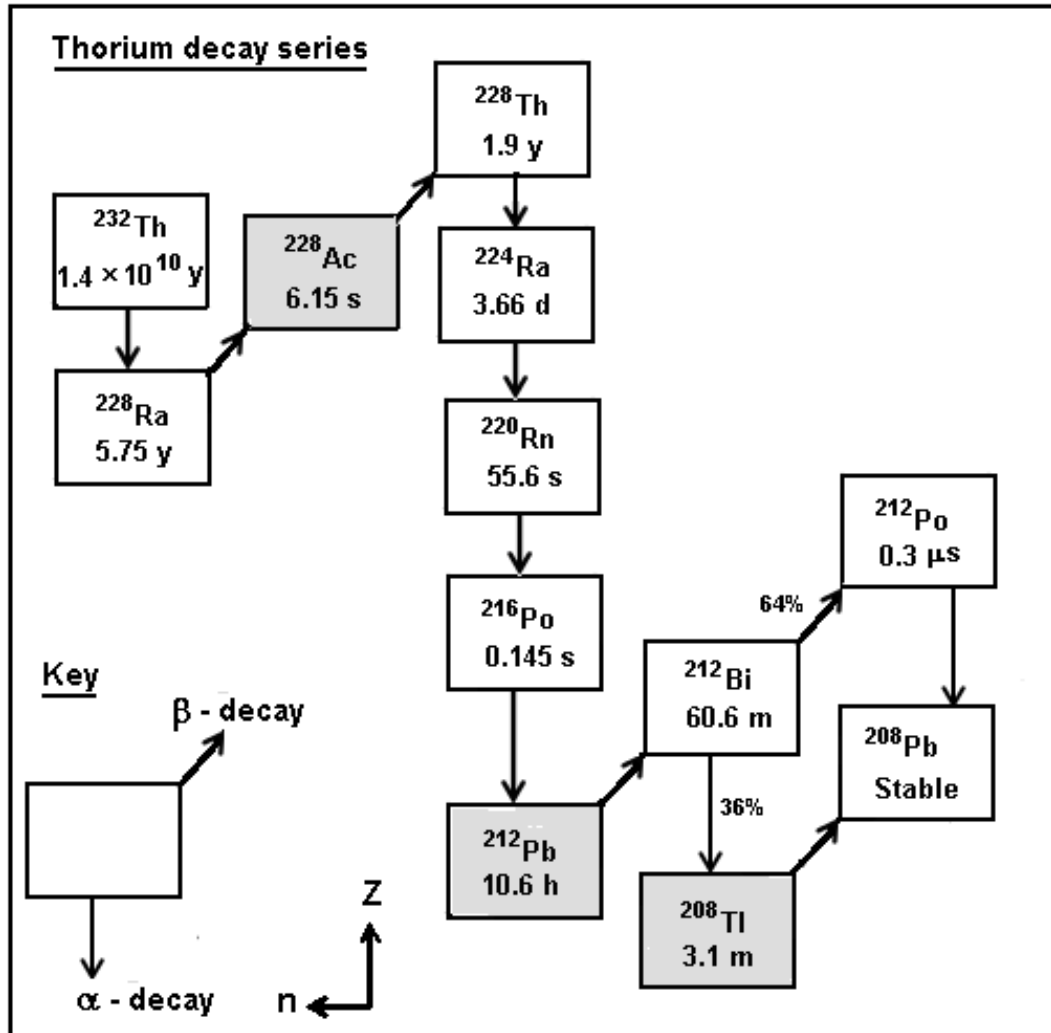 Thorium decay series
²²⁸Th
1.9 y
²³²Th
1.4 × 10¹⁰ y
²²⁸Ac
6.15 s
²²⁴Ra
3.66 d
²²⁸Ra
5.75 y
²²⁰Rn
55.6 s
²¹²Po
0.3 μs
²¹⁶Po
0.145 s
64%
²¹²Bi
60.6 m
²⁰⁸Pb
Stable
36%
²¹²Pb
10.6 h
²⁰⁸Tl
3.1 m
Key
β - decay
α - decay
Z
n